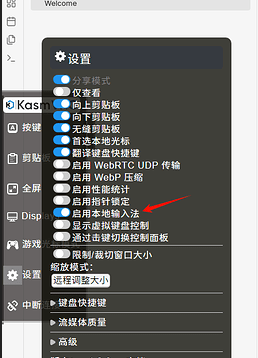 Welcome
设置
分享模式
仅查看
向上剪贴板
向下剪贴板
无缝剪贴板
首选本地光标
翻译键盘快捷键
启用 WebRTC UDP 传输
启用 WebP 压缩
启用性能统计
启用指针锁定
启用本地输入法
显示虚拟键盘控制
通过击键切换控制面板
限制/裁切窗口大小
缩放模式：
远程调整大小
键盘快捷键
流媒体质量
高级
Kasm
按键
剪贴
全屏
Displ
游戏光
设置
中断